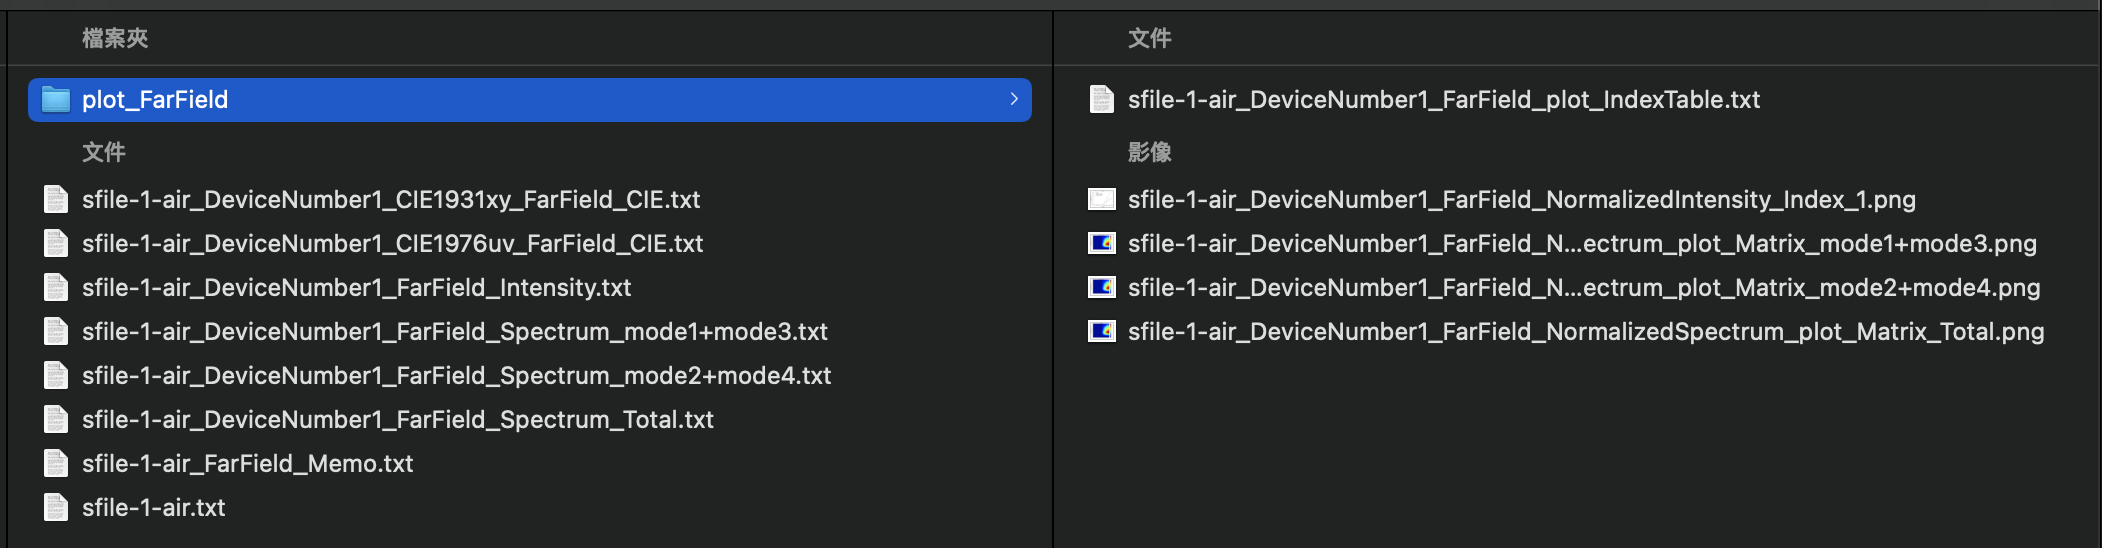 檔案夾
plot_FarField
文件
sfile-1-air_DeviceNumber1_CIE1931xy_FarField_CIE.txt
sfile-1-air_DeviceNumber1_CIE1976uv_FarField_CIE.txt
sfile-1-air_DeviceNumber1_FarField_Intensity.txt
sfile-1-air_DeviceNumber1_FarField_Spectrum_mode1+mode3.txt
sfile-1-air_DeviceNumber1_FarField_Spectrum_mode2+mode4.txt
sfile-1-air_DeviceNumber1_FarField_Spectrum_Total.txt
sfile-1-air_FarField_Memo.txt
sfile-1-air.txt
文件
sfile-1-air_DeviceNumber1_FarField_plot_IndexTable.txt
影像
sfile-1-air_DeviceNumber1_FarField_NormalizedIntensity_Index_1.png
sfile-1-air_DeviceNumber1_FarField_N...ectrum_plot_Matrix_mode1+mode3.png
sfile-1-air_DeviceNumber1_FarField_N...ectrum_plot_Matrix_mode2+mode4.png
sfile-1-air_DeviceNumber1_FarField_NormalizedSpectrum_plot_Matrix_Total.png